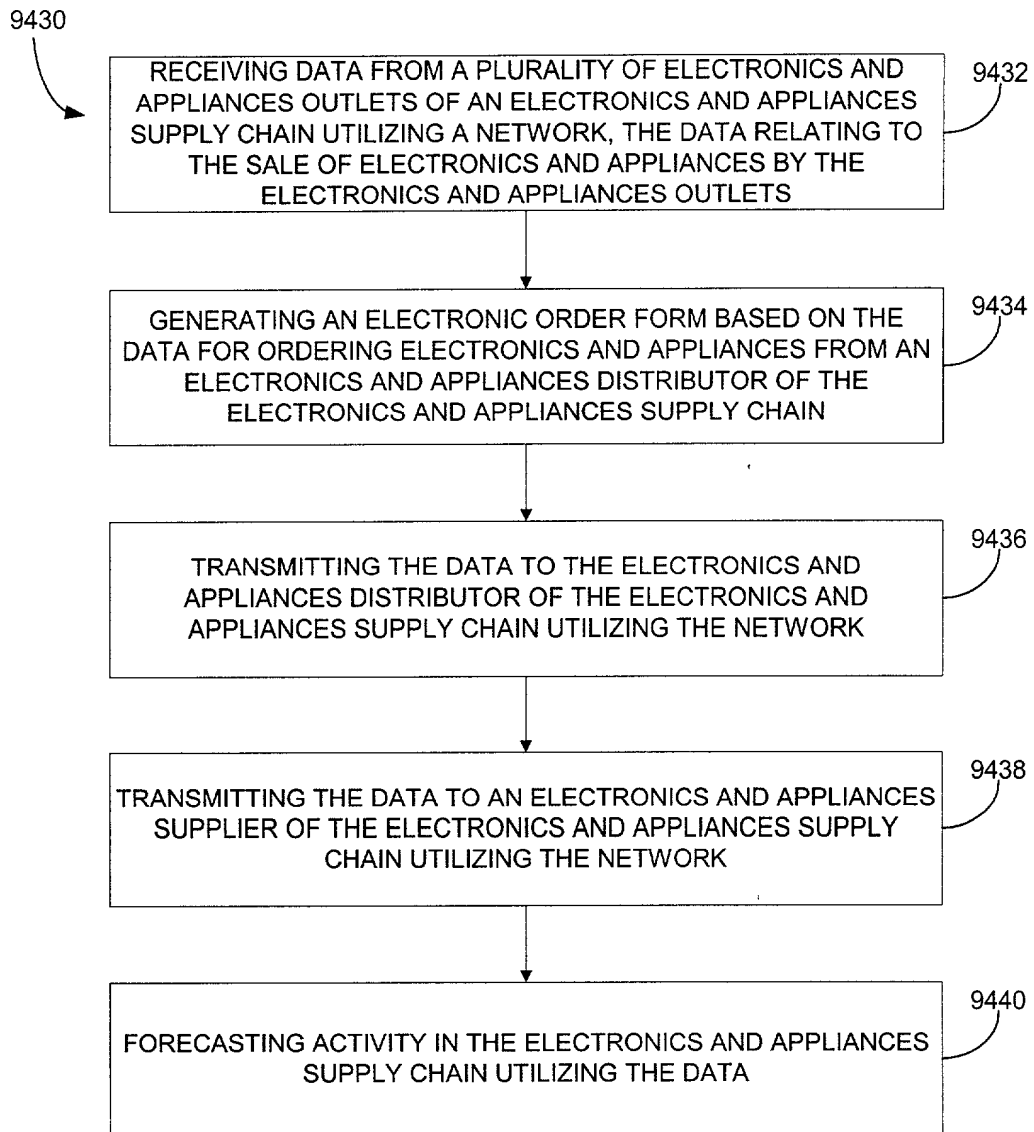 9430
RECEIVING DATA FROM A PLURALITY OF ELECTRONICS AND
APPLIANCES OUTLETS OF AN ELECTRONICS AND APPLIANCES
SUPPLY CHAIN UTILIZING A NETWORK, THE DATA RELATING TO
THE SALE OF ELECTRONICS AND APPLIANCES BY THE
ELECTRONICS AND APPLIANCES OUTLETS
9432
GENERATING AN ELECTRONIC ORDER FORM BASED ON THE
DATA FOR ORDERING ELECTRONICS AND APPLIANCES FROM AN
ELECTRONICS AND APPLIANCES DISTRIBUTOR OF THE
ELECTRONICS AND APPLIANCES SUPPLY CHAIN
9434
TRANSMITTING THE DATA TO THE ELECTRONICS AND
APPLIANCES DISTRIBUTOR OF THE ELECTRONICS AND
APPLIANCES SUPPLY CHAIN UTILIZING THE NETWORK
9436
TRANSMITTING THE DATA TO AN ELECTRONICS AND APPLIANCES
SUPPLIER OF THE ELECTRONICS AND APPLIANCES SUPPLY
CHAIN UTILIZING THE NETWORK
9438
FORECASTING ACTIVITY IN THE ELECTRONICS AND APPLIANCES
SUPPLY CHAIN UTILIZING THE DATA
9440